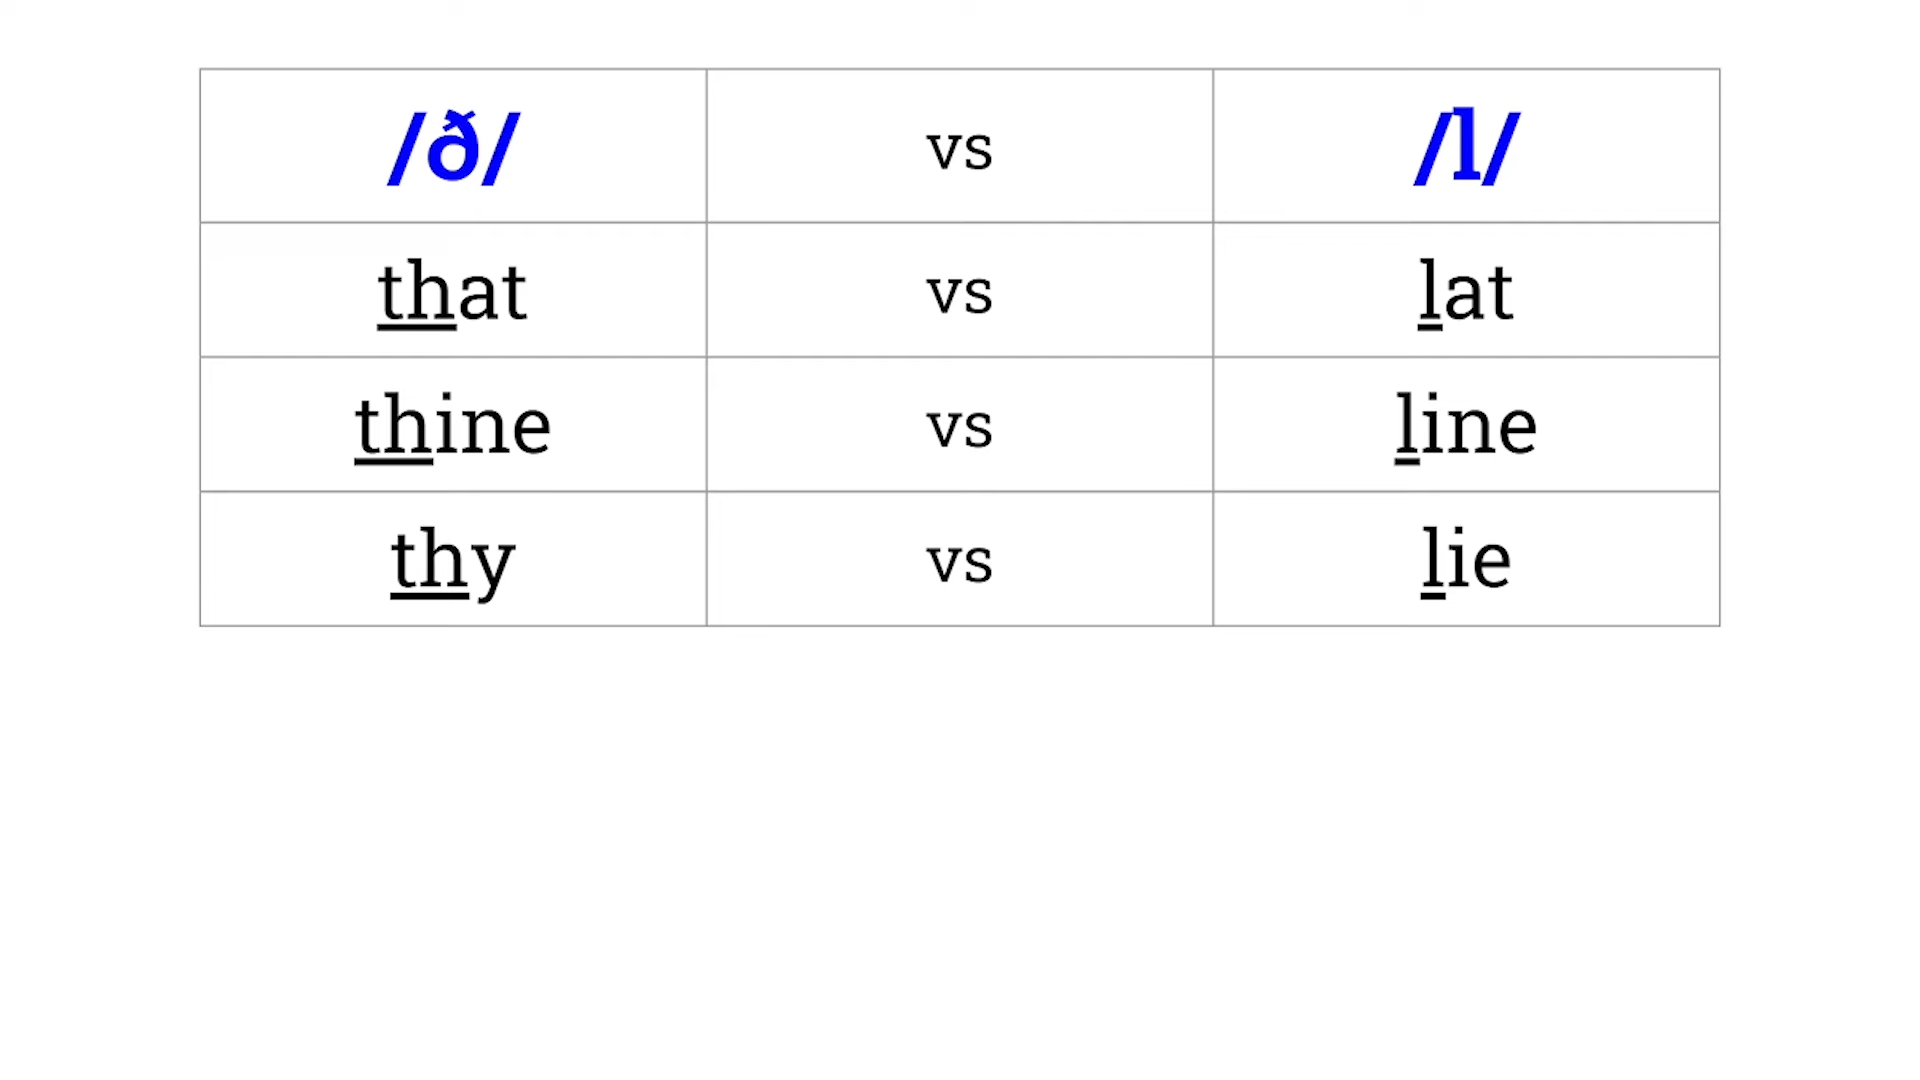 /ð/ vs /l/
that vs lat
thine vs line
thy vs lie